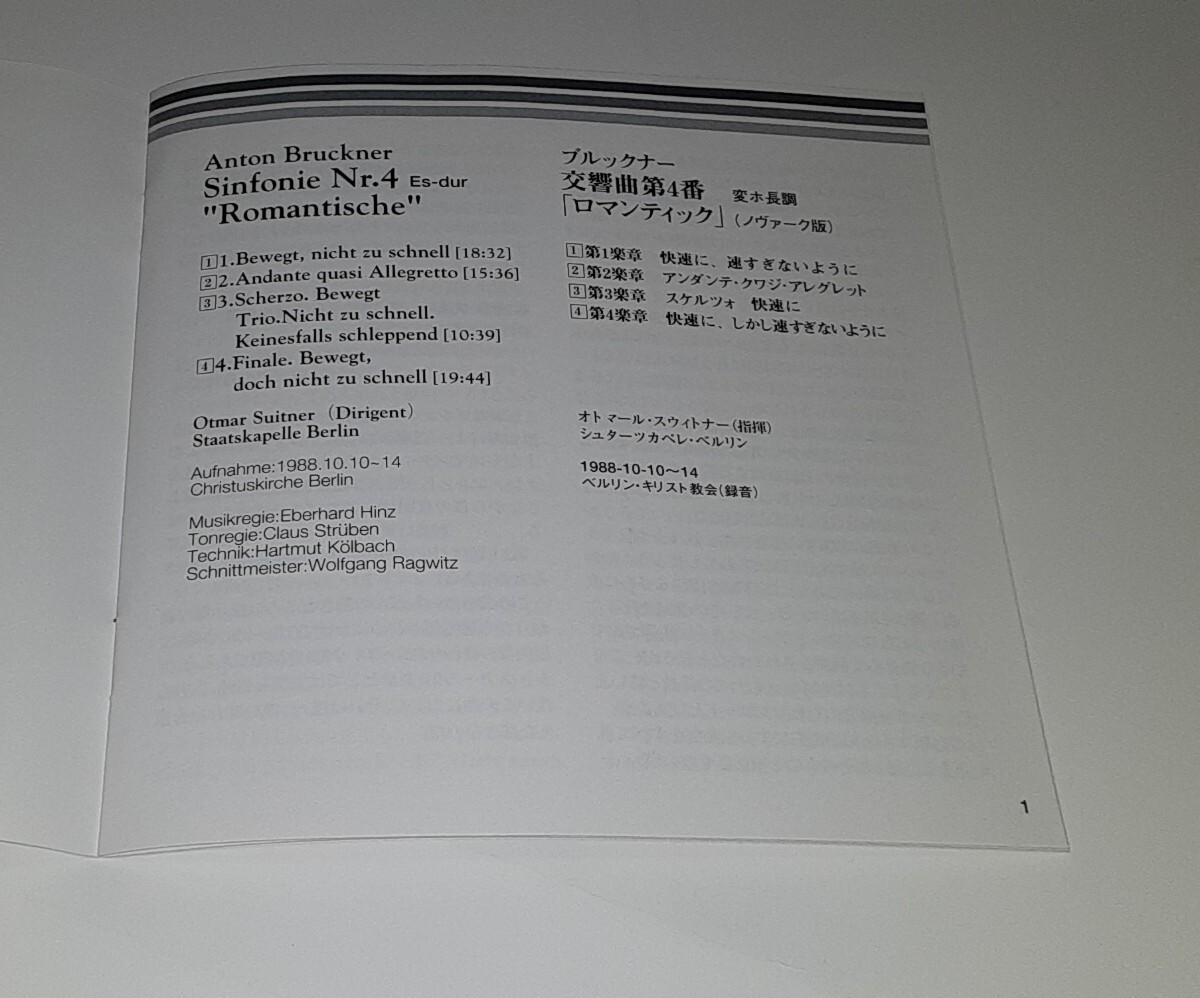 Anton Bruckner
Sinfonie Nr.4 Es-dur
"Romantische"
1 1.Bewegt, nicht zu schnell [18:32]
2 2.Andante quasi Allegretto [15:36]
3 3.Scherzo. Bewegt
Trio.Nicht zu schnell.
Keinesfalls schleppend [10:39]
4 4.Finale. Bewegt,
doch nicht zu schnell [19:44]
Otmar Suitner (Dirigent)
Staatskapelle Berlin
Aufnahme:1988.10.10~14
Christuskirche Berlin
Musikregie:Eberhard Hinz
Tonregie:Claus Strüben
Technik:Hartmut Kölbach
Schnittmeister:Wolfgang Ragwitz
ブルックナー
交響曲第4番 変ホ長調
「ロマンティック」(ノヴァーク版)
1 第1楽章 快速に、速すぎないように
2 第2楽章 アンダンテ・クワジ・アレグレット
3 第3楽章 スケルツォ 快速に
4 第4楽章 快速に、しかし速すぎないように
オトマール・スウィトナー(指揮)
シュターツカペレ・ベルリン
1988-10-10〜14
ベルリン・キリスト教会(録音)
1